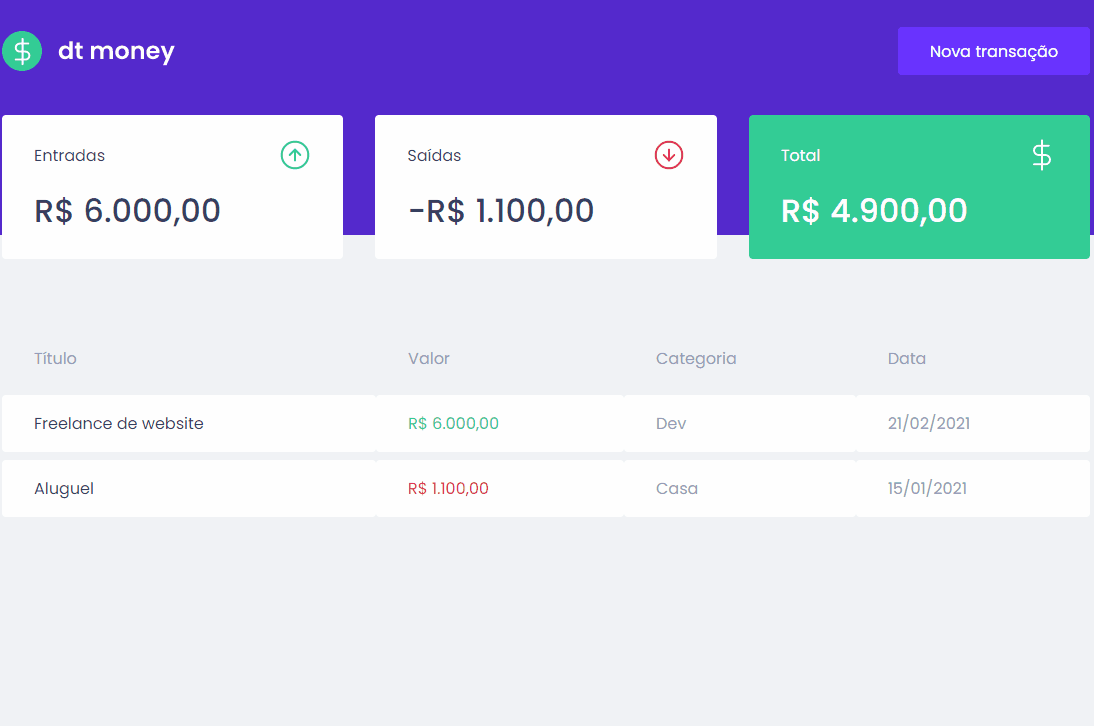 dt money
Nova transação
Entradas
R$ 6.000,00
Saídas
-R$ 1.100,00
Total
R$ 4.900,00
Título Valor Categoria Data
Freelance de website R$ 6.000,00 Dev 21/02/2021
Aluguel R$ 1.100,00 Casa 15/01/2021